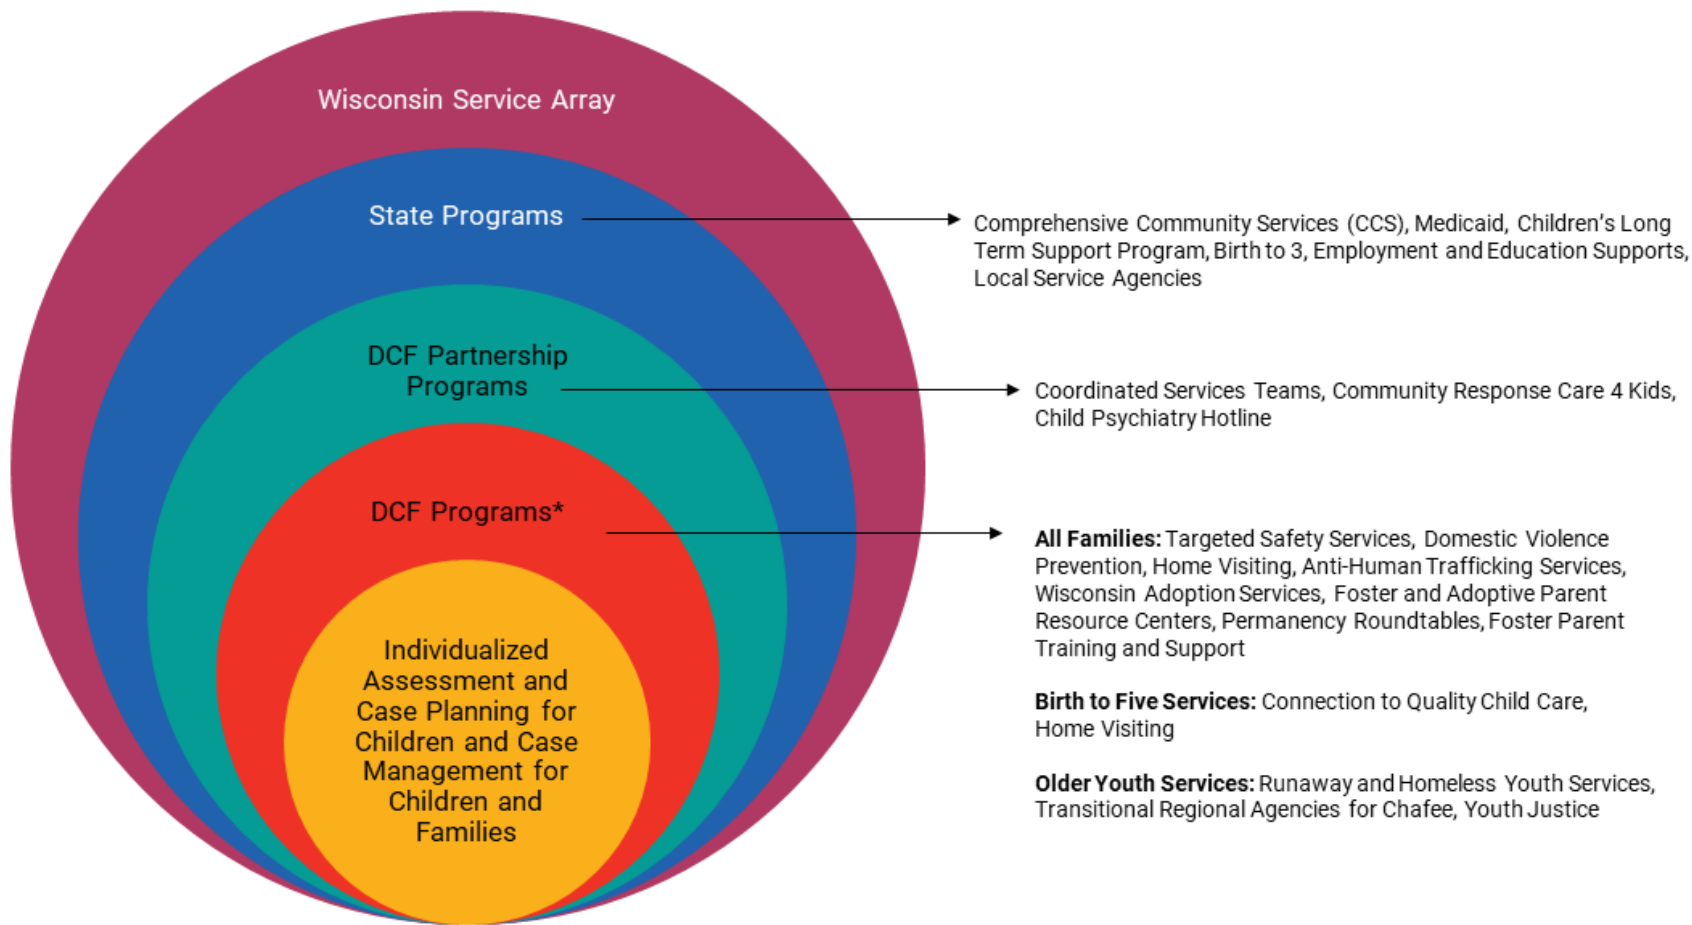 Wisconsin Service Array
State Programs
Comprehensive Community Services (CCS), Medicaid, Children’s Long
Term Support Program, Birth to 3, Employment and Education Supports,
Local Service Agencies
DCF Partnership
Programs
Coordinated Services Teams, Community Response Care 4 Kids,
Child Psychiatry Hotline
DCF Programs*
All Families: Targeted Safety Services, Domestic Violence
Prevention, Home Visiting, Anti-Human Trafficking Services,
Wisconsin Adoption Services, Foster and Adoptive Parent
Resource Centers, Permanency Roundtables, Foster Parent
Training and Support
Birth to Five Services: Connection to Quality Child Care,
Home Visiting
Older Youth Services: Runaway and Homeless Youth Services,
Transitional Regional Agencies for Chafee, Youth Justice
Individualized
Assessment and
Case Planning for
Children and Case
Management for
Children and
Families